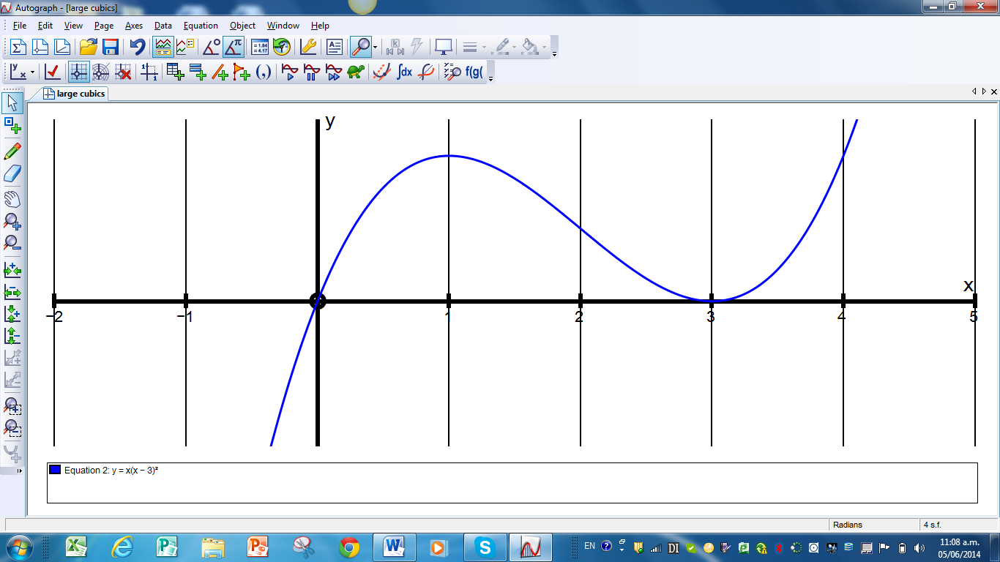 Autograph - [large cubics]
File Edit View Page Axes Data Equation Object Window Help
large cubics
y
x
−2 −1 1 2 3 4 5
Equation 2: y = x(x − 3)²
Radians 4 s.f.
EN DI 11:08 a.m.
05/06/2014